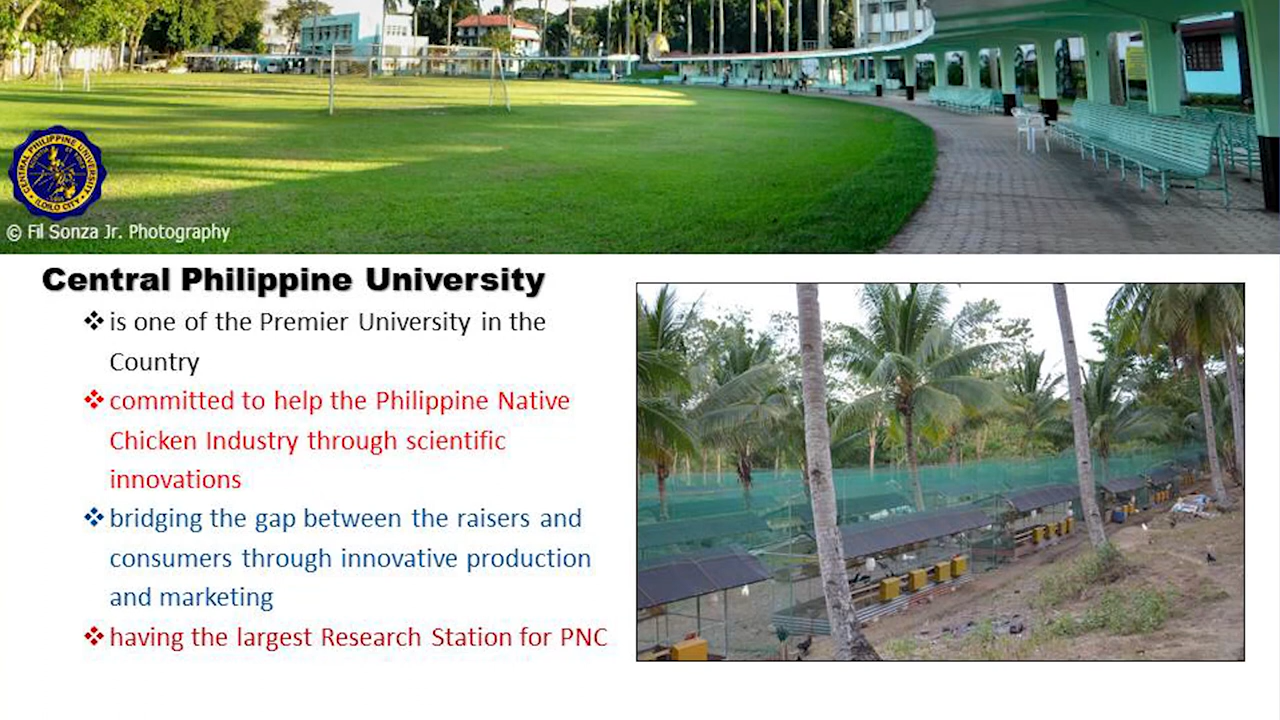 CENTRAL PHILIPPINE UNIVERSITY
ILOILO CITY
© Fil Sonza Jr. Photography
Central Philippine University
❖ is one of the Premier University in the
Country
❖ committed to help the Philippine Native
Chicken Industry through scientific
innovations
❖ bridging the gap between the raisers and
consumers through innovative production
and marketing
❖ having the largest Research Station for PNC